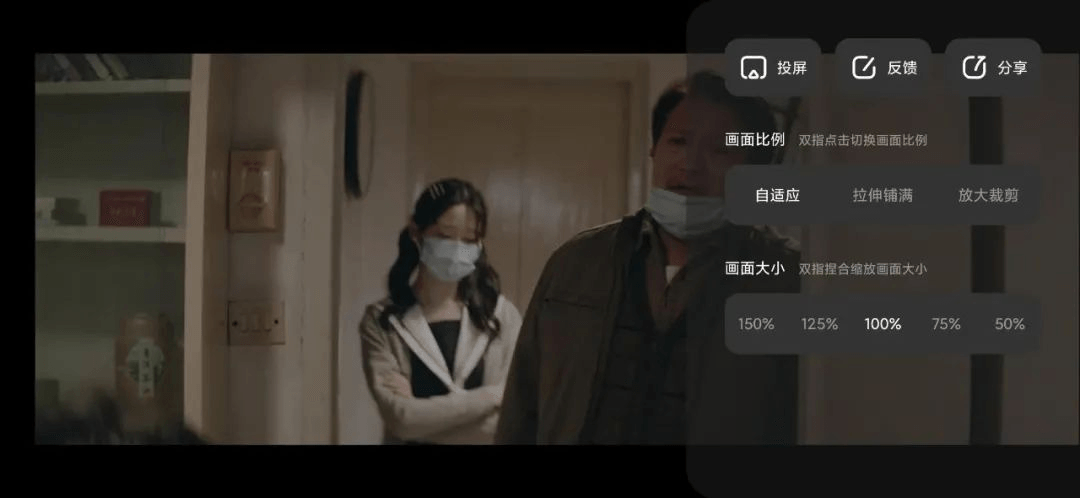 投屏 反馈 分享
画面比例 双指点击切换画面比例
自适应 拉伸铺满 放大裁剪
画面大小 双指捏合缩放画面大小
150% 125% 100% 75% 50%